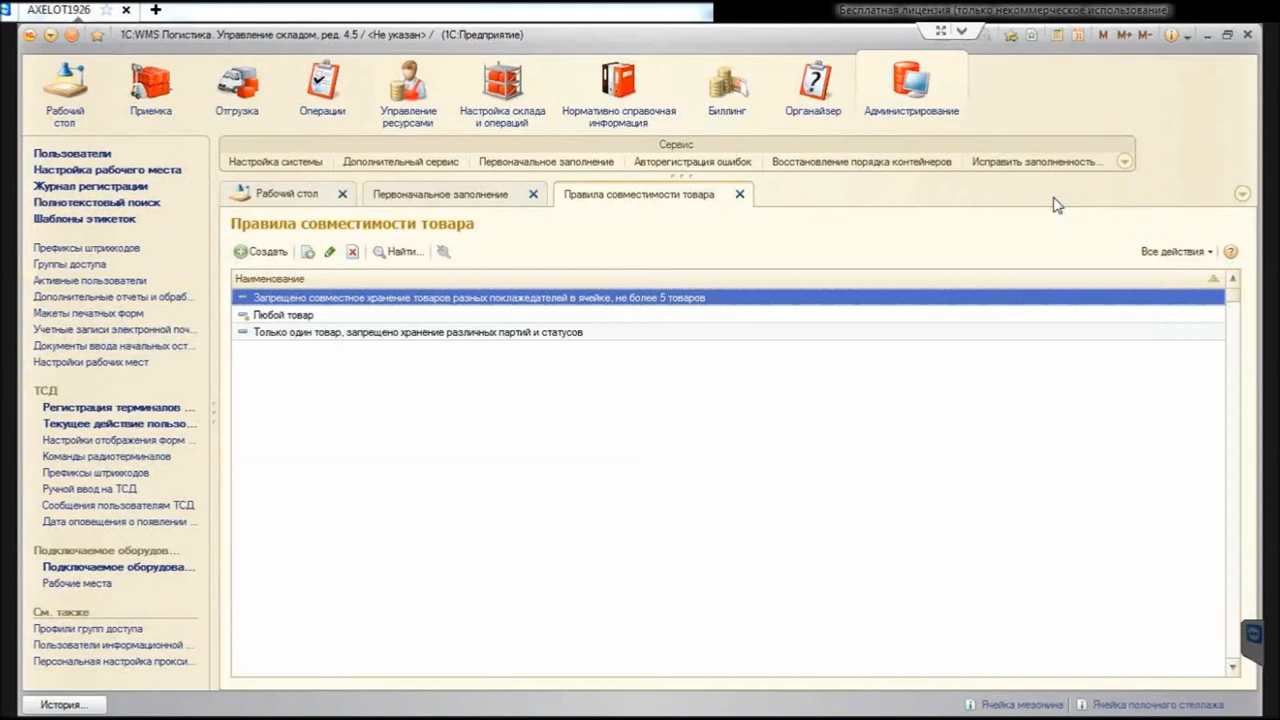 AXELOT1926
Бесплатная лицензия (только некоммерческое использование)
1С:WMS Логистика. Управление складом, ред. 4.5 / <Не указан> / (1С:Предприятие)
M M+ M-
Рабочий стол
Приемка
Отгрузка
Операции
Управление ресурсами
Настройка склада и операций
Нормативно справочная информация
Биллинг
Органайзер
Администрирование
Сервис
Настройка системы
Дополнительный сервис
Первоначальное заполнение
Авторегистрация ошибок
Восстановление порядка контейнеров
Исправить заполненность...
Пользователи
Настройка рабочего места
Журнал регистрации
Полнотекстовый поиск
Шаблоны этикеток
Префиксы штрихкодов
Группы доступа
Активные пользователи
Дополнительные отчеты и обраб...
Макеты печатных форм
Учетные записи электронной поч...
Документы ввода начальных ост...
Настройки рабочих мест
ТСД
Регистрация терминалов ...
Текущее действие пользо...
Настройки отображения форм ...
Команды радиотерминалов
Префиксы штрихкодов
Ручной ввод на ТСД
Сообщения пользователям ТСД
Дата оповещения о появлении ...
Подключаемое оборудов...
Подключаемое оборудова...
Рабочие места
См. также
Профили групп доступа
Пользователи информационной ...
Персональная настройка прокси...
Рабочий стол
Первоначальное заполнение
Правила совместимости товара
Правила совместимости товара
Создать
Найти...
Все действия
Наименование
Запрещено совместное хранение товаров разных поклажедателей в ячейке, не более 5 товаров
Любой товар
Только один товар, запрещено хранение различных партий и статусов
История...
Ячейка мезонина
Ячейка полочного стеллажа